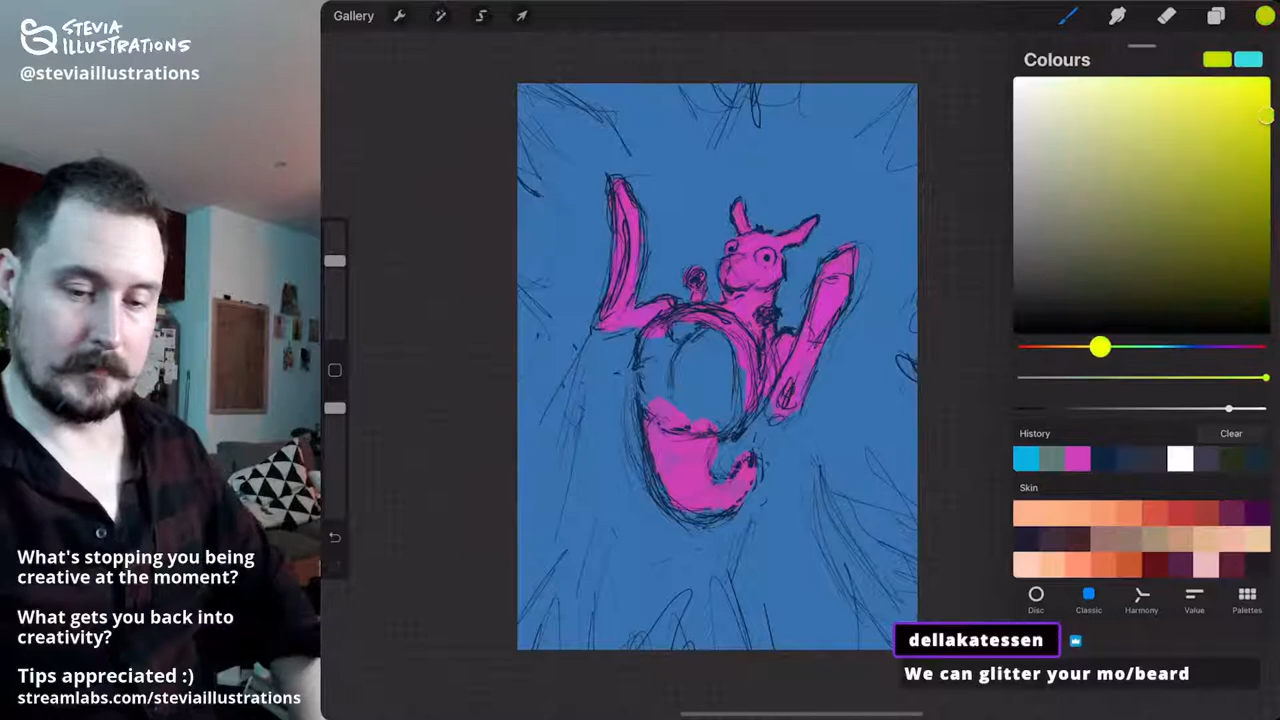 STEVIA
ILLUSTRATIONS
@steviaillustrations
What's stopping you being
creative at the moment?
What gets you back into
creativity?
Tips appreciated :)
streamlabs.com/steviaillustrations
Gallery
Colours
History
Clear
Skin
Disc
Classic
Harmony
Value
Palettes
dellakatessen
We can glitter your mo/beard